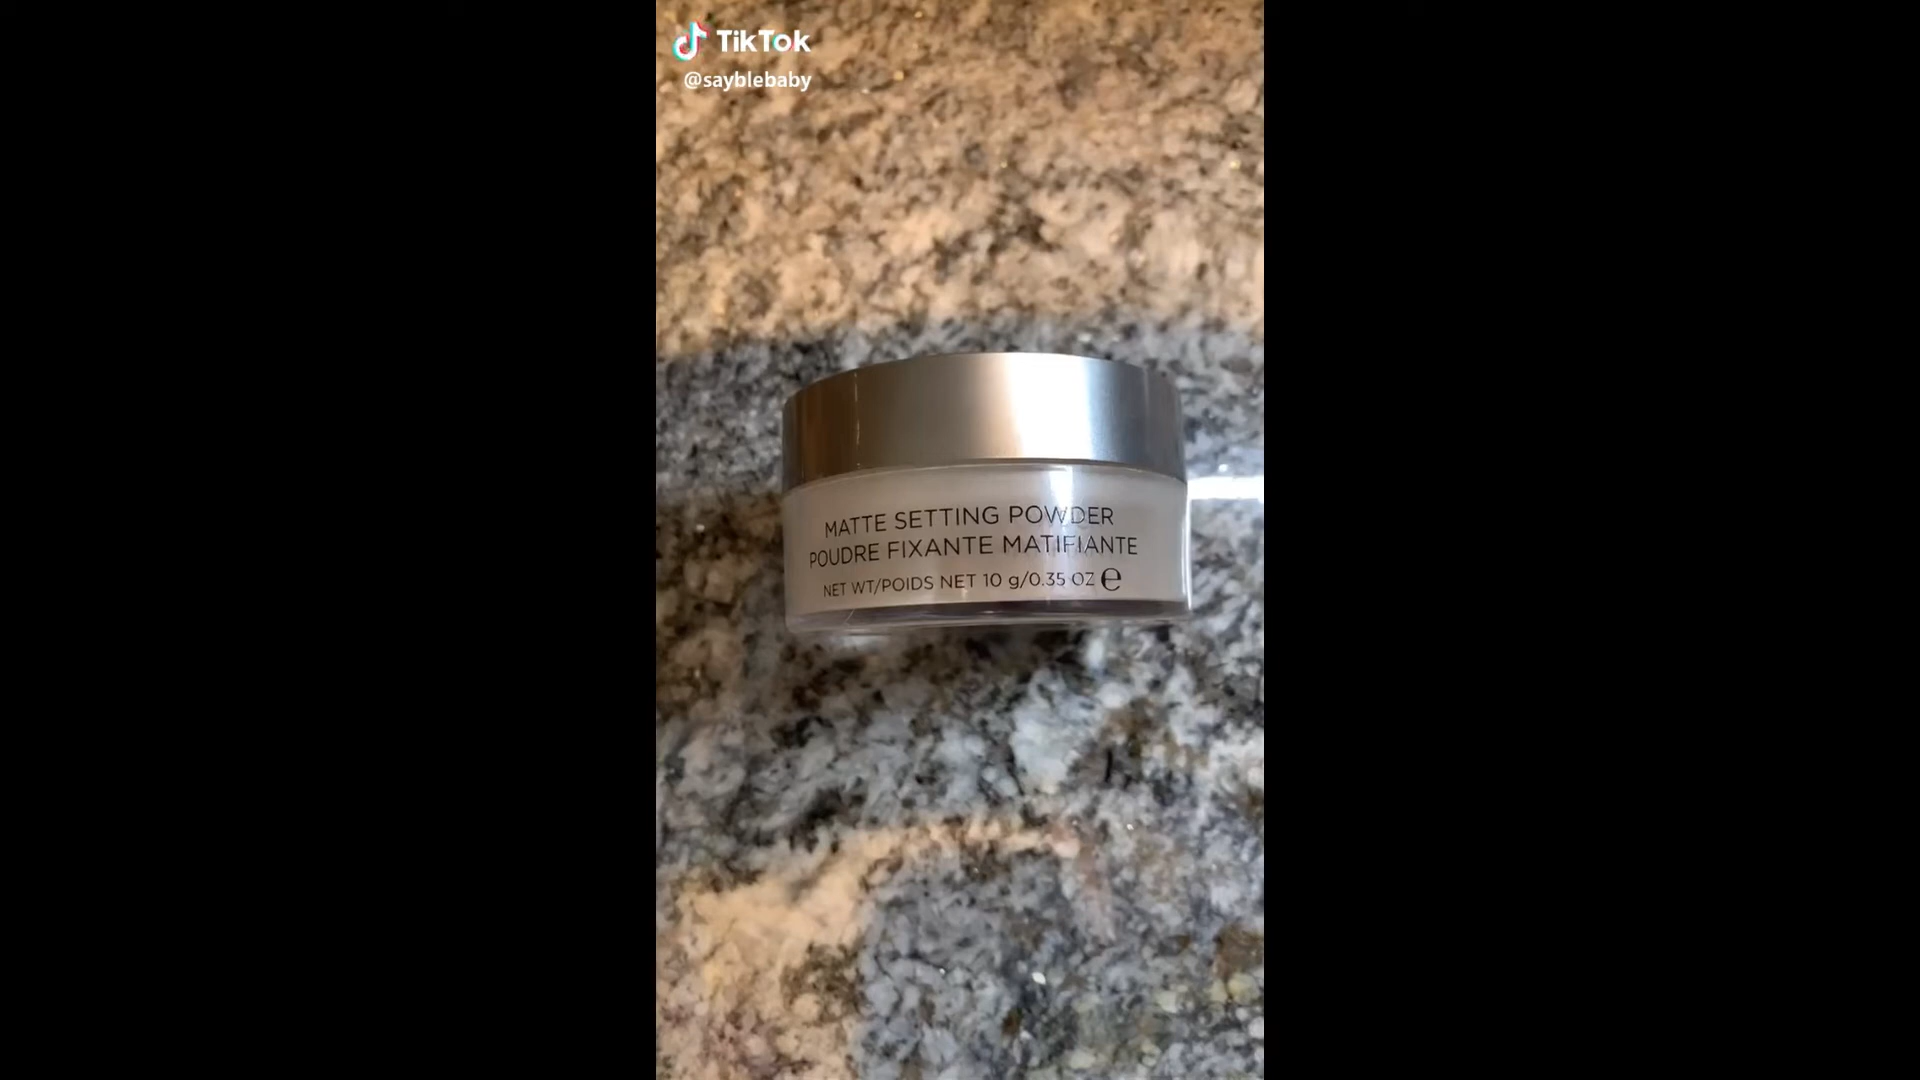 TikTok
@sayblebaby
MATTE SETTING POWDER
POUDRE FIXANTE MATIFIANTE
NET WT/POIDS NET 10 g/0.35 OZ ℮